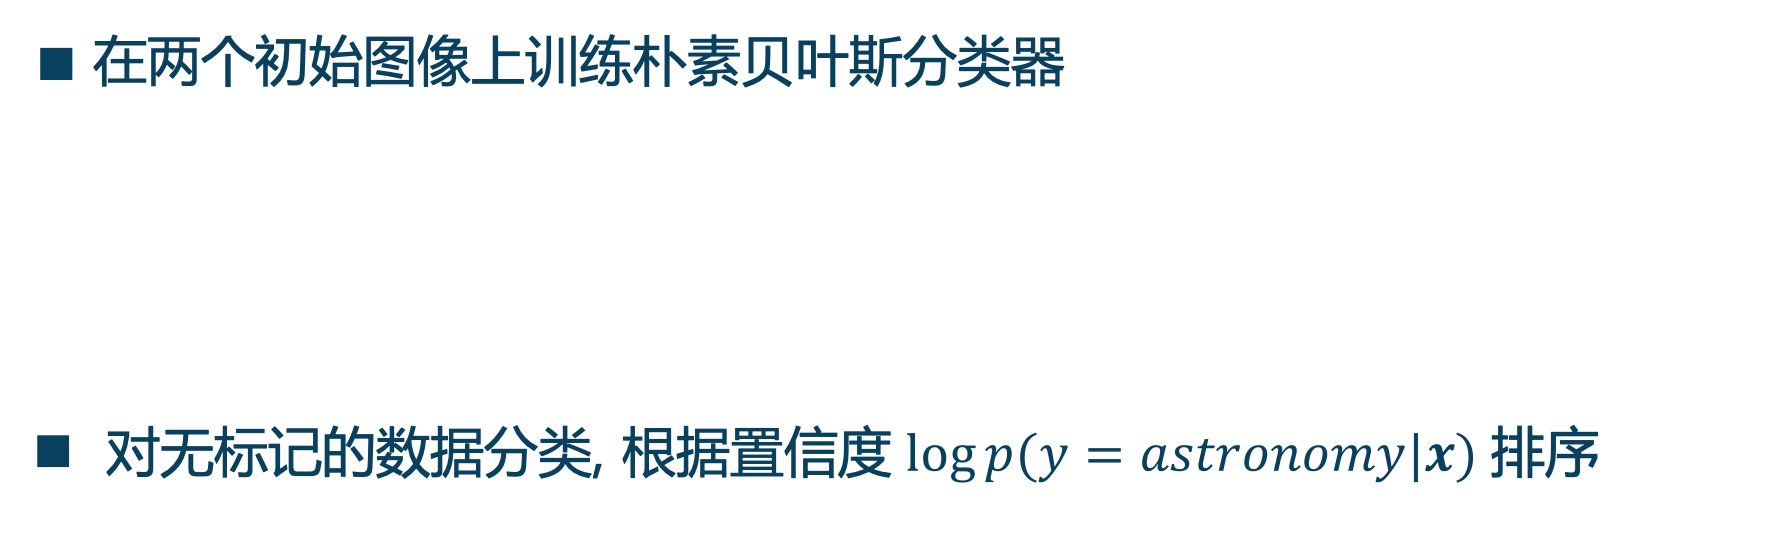 ■ 在两个初始图像上训练朴素贝叶斯分类器
■ 对无标记的数据分类, 根据置信度 log p(y = astronomy|x) 排序